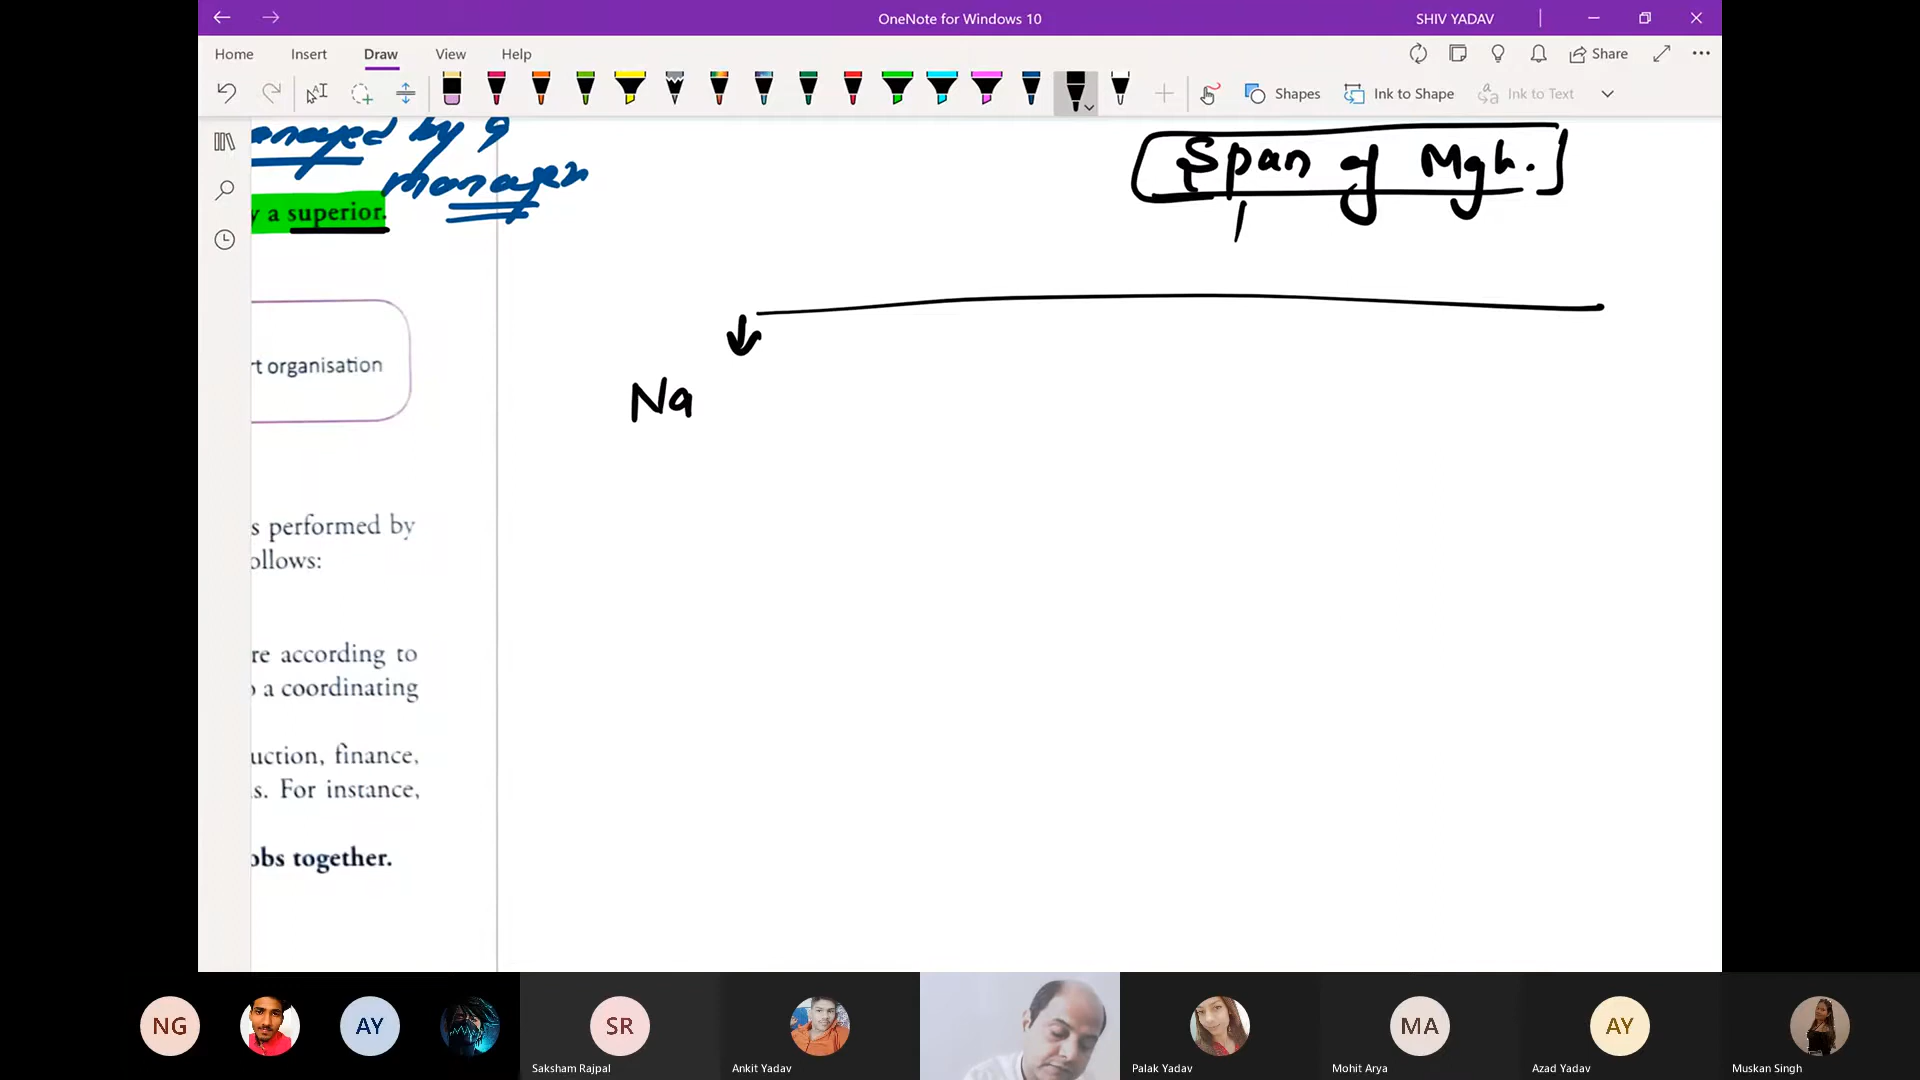 OneNote for Windows 10
SHIV YADAV
Home Insert Draw View Help
Share
Shapes
Ink to Shape
Ink to Text
by
manager
y a superior.
Span of Mgh.
Na
rt organisation
s performed by
ollows:
re according to
a coordinating
uction, finance,
s. For instance,
obs together.
NG
AY
SR
MA
AY
Saksham Rajpal
Ankit Yadav
Palak Yadav
Mohit Arya
Azad Yadav
Muskan Singh